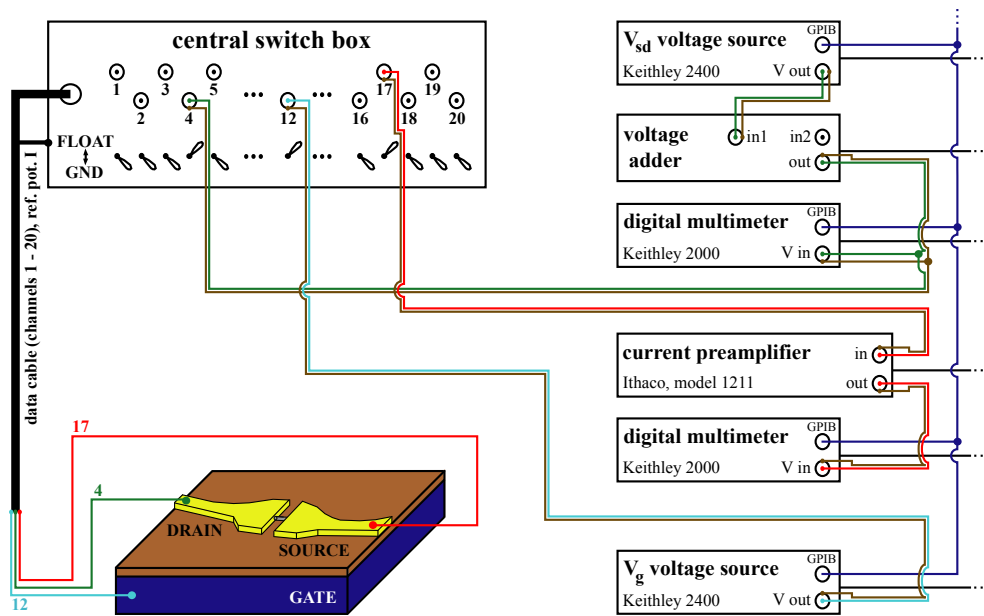 central switch box
1
3
5
17
19
2
4
12
16
18
20
FLOAT
GND
data cable (channels 1 - 20), ref. pot. I
V_sd voltage source
GPIB
Keithley 2400
V out
voltage
adder
in1
in2
out
digital multimeter
GPIB
Keithley 2000
V in
current preamplifier
in
Ithaco, model 1211
out
digital multimeter
GPIB
Keithley 2000
V in
V_g voltage source
GPIB
Keithley 2400
V out
17
4
12
DRAIN
SOURCE
GATE